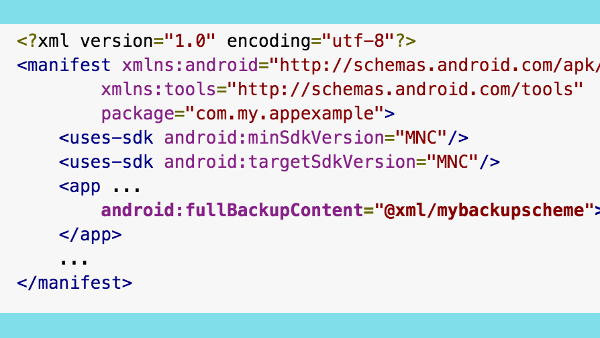 <?xml version="1.0" encoding="utf-8"?>
<manifest xmlns:android="http://schemas.android.com/apk/
xmlns:tools="http://schemas.android.com/tools"
package="com.my.appexample">
<uses-sdk android:minSdkVersion="MNC"/>
<uses-sdk android:targetSdkVersion="MNC"/>
<app ...
android:fullBackupContent="@xml/mybackupscheme">
</app>
...
</manifest>